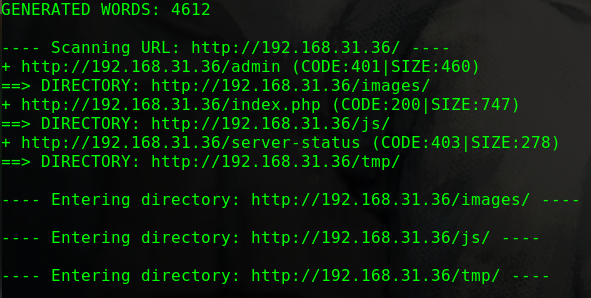 GENERATED WORDS: 4612
---- Scanning URL: http://192.168.31.36/ ----
+ http://192.168.31.36/admin (CODE:401|SIZE:460)
==> DIRECTORY: http://192.168.31.36/images/
+ http://192.168.31.36/index.php (CODE:200|SIZE:747)
==> DIRECTORY: http://192.168.31.36/js/
+ http://192.168.31.36/server-status (CODE:403|SIZE:278)
==> DIRECTORY: http://192.168.31.36/tmp/
---- Entering directory: http://192.168.31.36/images/ ----
---- Entering directory: http://192.168.31.36/js/ ----
---- Entering directory: http://192.168.31.36/tmp/ ----